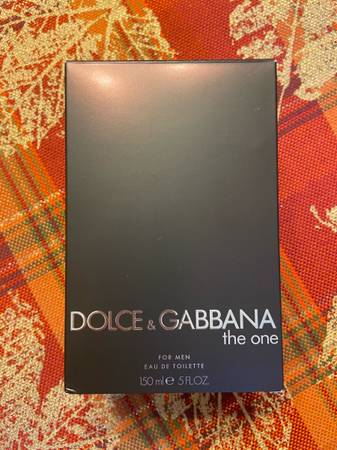 DOLCE & GABBANA
the one
FOR MEN
EAU DE TOILETTE
150 ml ℮ 5 FL.OZ.